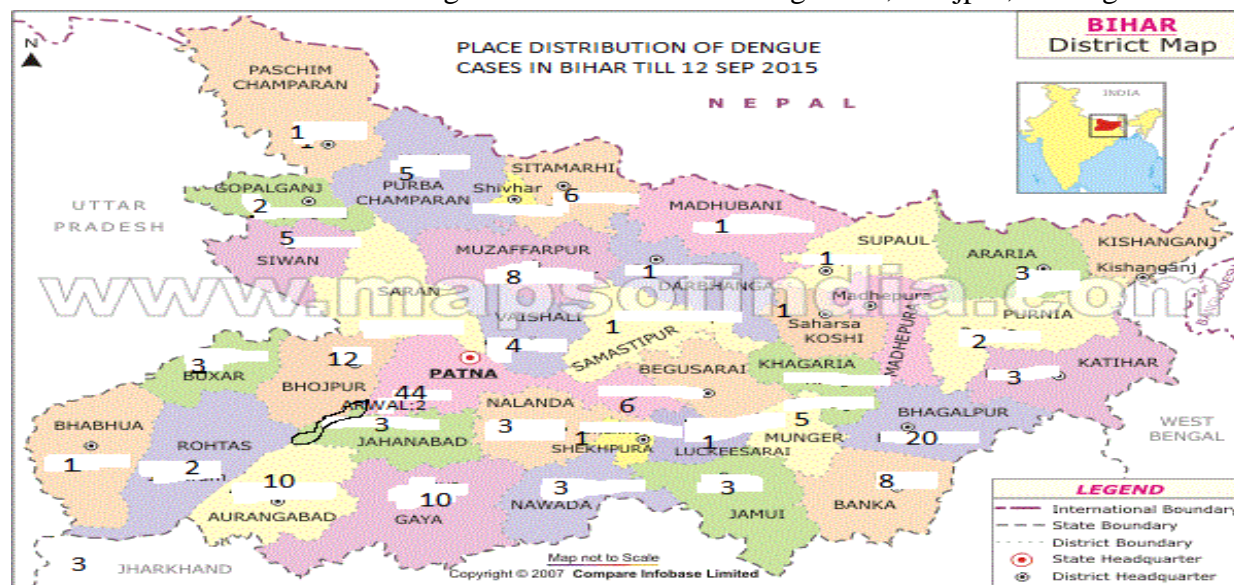 BIHAR
District Map
PLACE DISTRIBUTION OF DENGUE
CASES IN BIHAR TILL 12 SEP 2015
N
NEPAL
INDIA
PASCHIM
CHAMPARAN
1
5
PURBA
CHAMPARAN
GOPALGANJ
2
SITAMARHI
Shivhar
6
MADHUBANI
1
UTTAR
PRADESH
5
SIWAN
MUZAFFARPUR
8
SUPAUL
1
ARARIA
3
KISHANGANJ
Kishanganj
www.mapsofindia.com
SARAN
1
DARBHANGA
VAISHALI
4
1
SAMASTIPUR
1
Saharsa
KOSHI
Madhepura
MADHEPURA
PURNIA
2
BANGLADESH
3
BUXAR
12
BHOJPUR
PATNA
44
ARWAL:2
BEGUSARAI
6
KHAGARIA
KATIHAR
3
BHABHUA
1
ROHTAS
2
3
JAHANABAD
NALANDA
3
1
SHEKHPURA
1
LUCKEESARAI
5
MUNGER
BHAGALPUR
20
WEST
BENGAL
10
AURANGABAD
10
GAYA
3
NAWADA
3
JAMUI
8
BANKA
3
JHARKHAND
Map not to Scale
Copyright © 2007 Compare Infobase Limited
LEGEND
International Boundary
State Boundary
District Boundary
State Headquarter
District Headquarter